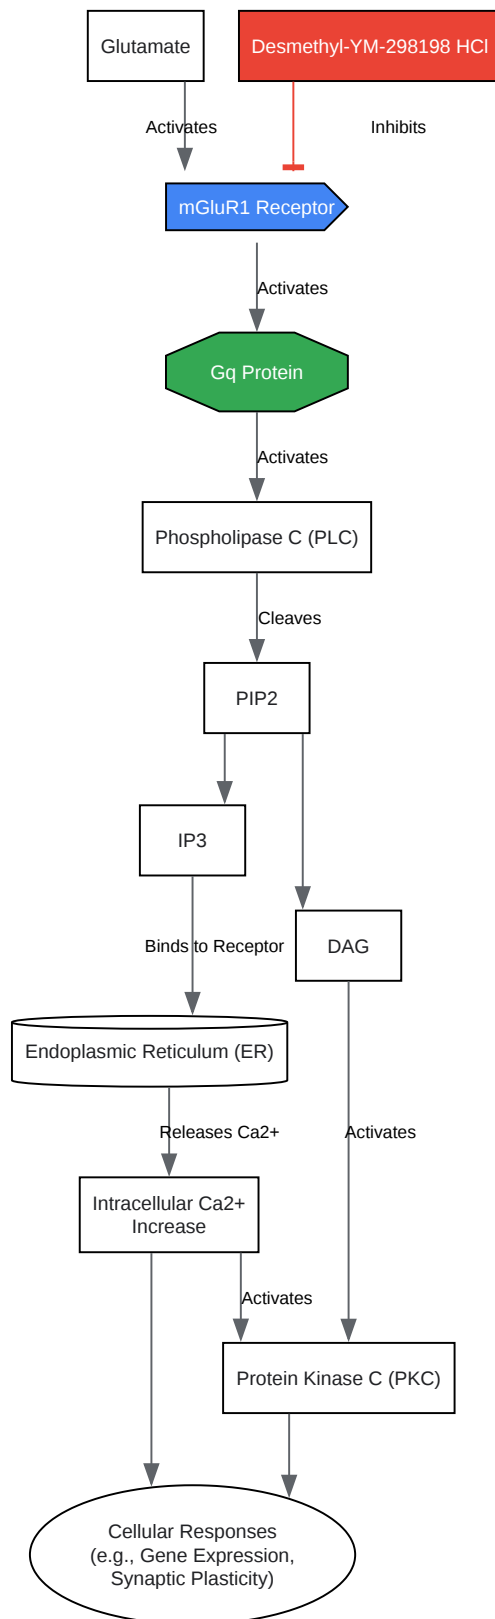 Glutamate
Desmethyl-YM-298198 HCl
Activates
Inhibits
mGluR1 Receptor
Activates
Gq Protein
Activates
Phospholipase C (PLC)
Cleaves
PIP2
IP3
DAG
Binds to Receptor
Endoplasmic Reticulum (ER)
Releases Ca2+
Activates
Intracellular Ca2+
Increase
Activates
Protein Kinase C (PKC)
Cellular Responses
(e.g., Gene Expression,
Synaptic Plasticity)